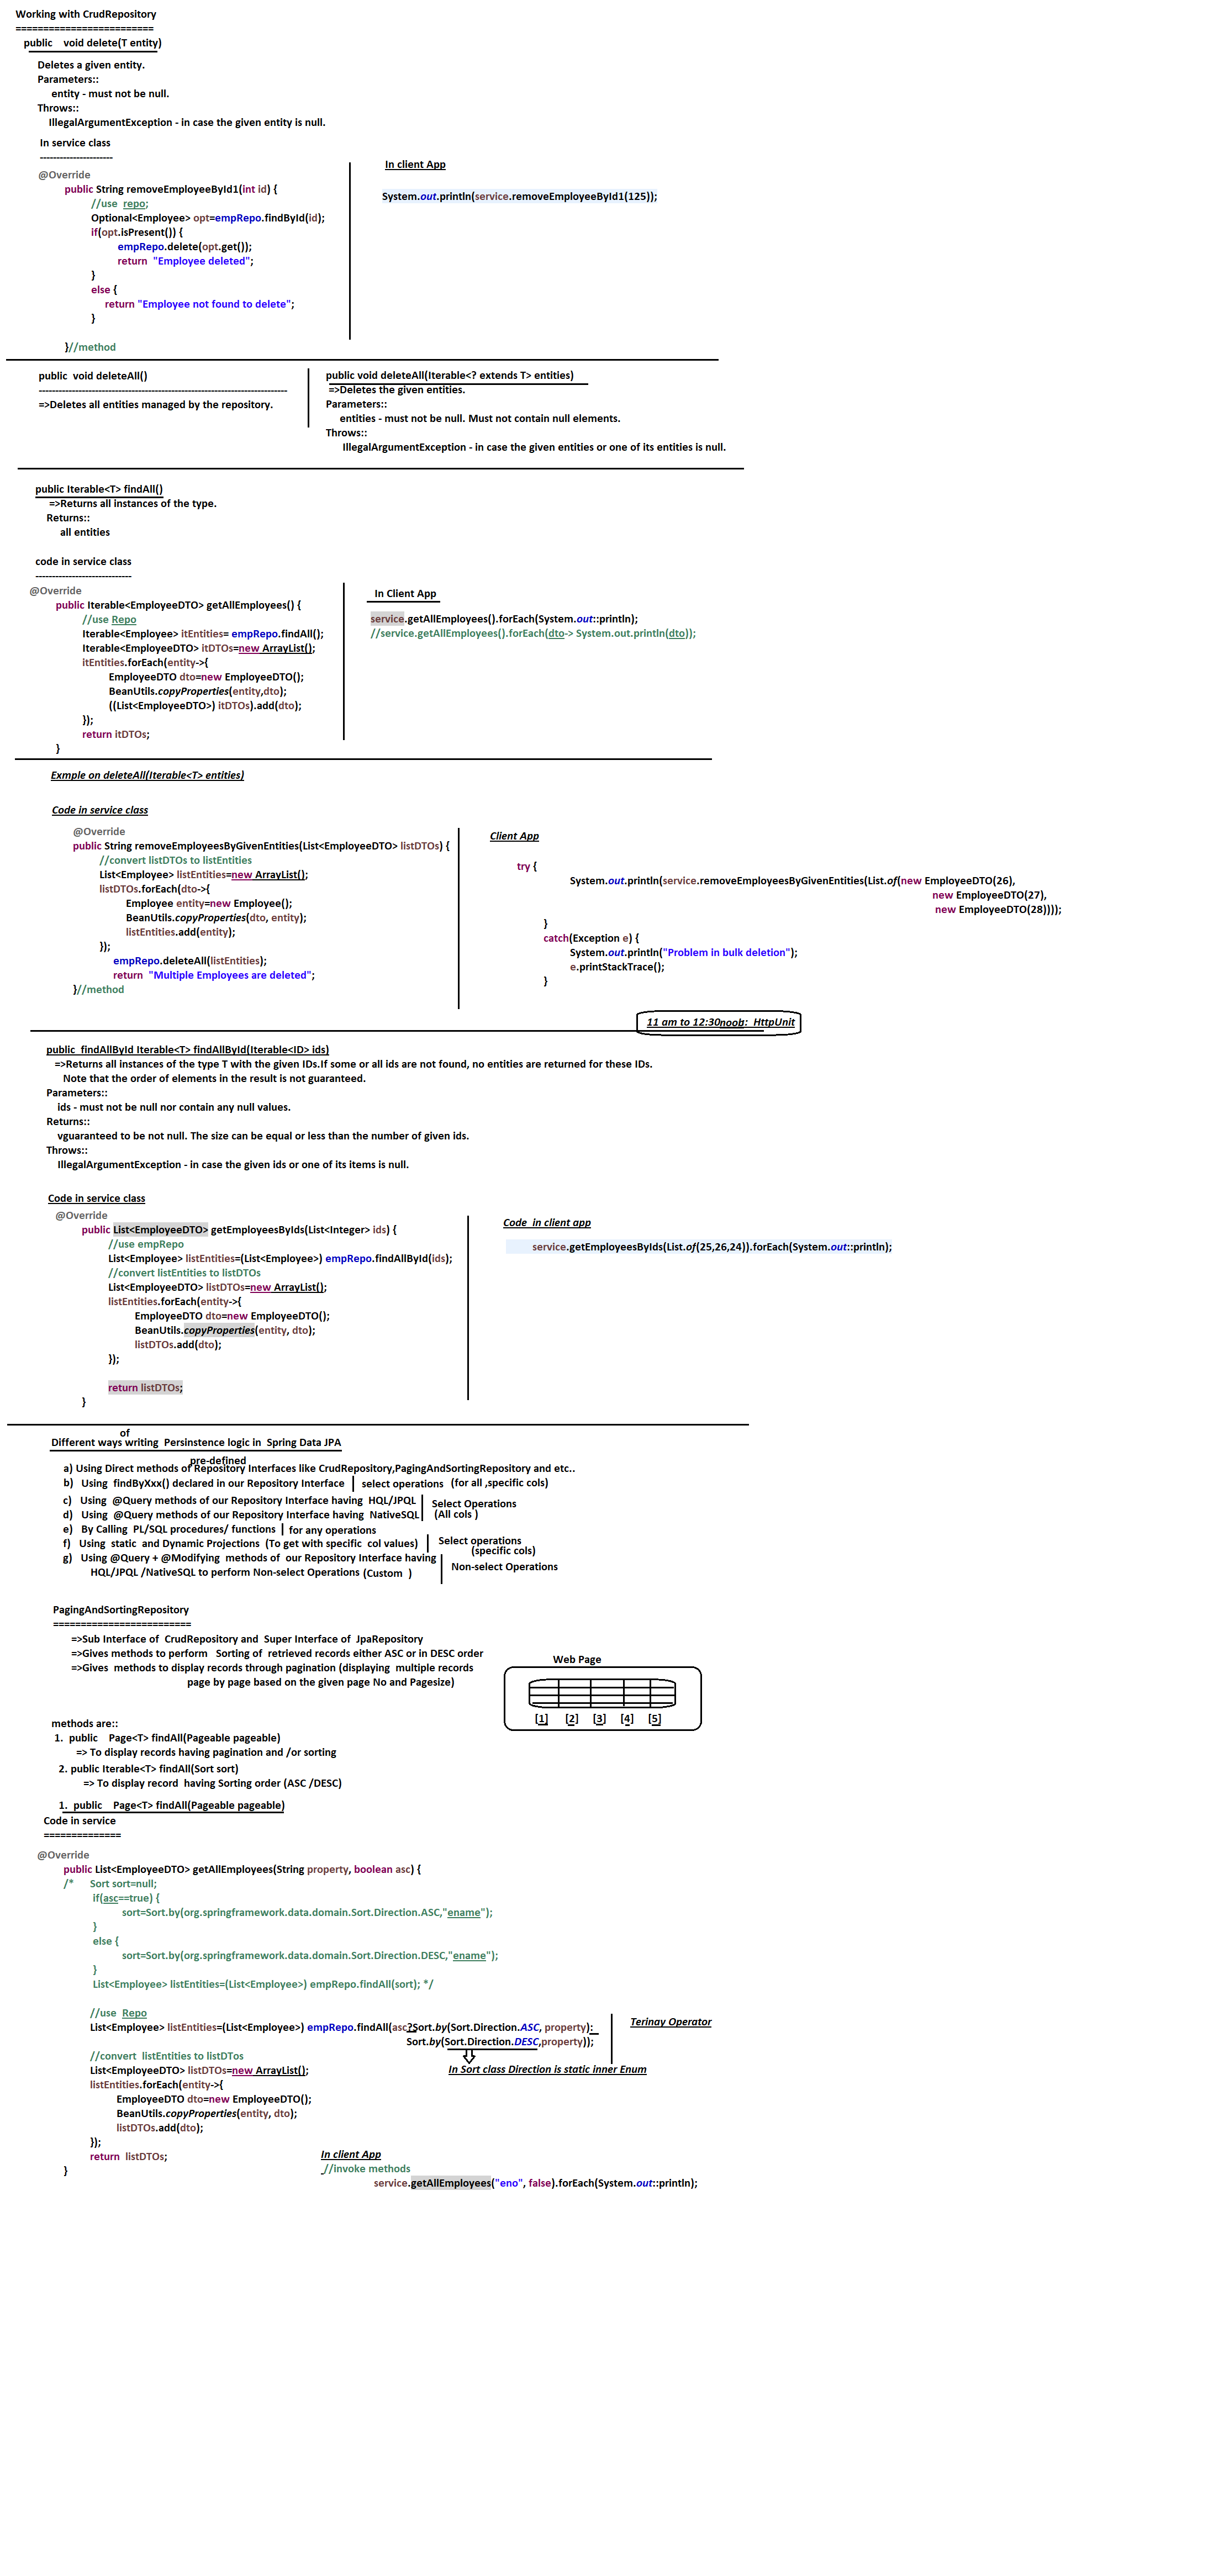 Working with CrudRepository
=========================
public    void delete(T entity)
Deletes a given entity.
Parameters::
entity - must not be null.
Throws::
IllegalArgumentException - in case the given entity is null.
In service class
----------------------
@Override
public String removeEmployeeById1(int id) {
//use  repo;
Optional<Employee> opt=empRepo.findById(id);
if(opt.isPresent()) {
empRepo.delete(opt.get());
return  "Employee deleted";
}
else {
return "Employee not found to delete";
}
}//method
In client App
System.out.println(service.removeEmployeeById1(125));
public  void deleteAll()
---------------------------------------------------------------------------
=>Deletes all entities managed by the repository.
public void deleteAll(Iterable<? extends T> entities)
=>Deletes the given entities.
Parameters::
entities - must not be null. Must not contain null elements.
Throws::
IllegalArgumentException - in case the given entities or one of its entities is null.
public Iterable<T> findAll()
=>Returns all instances of the type.
Returns::
all entities
code in service class
-----------------------------
@Override
public Iterable<EmployeeDTO> getAllEmployees() {
//use Repo
Iterable<Employee> itEntities= empRepo.findAll();
Iterable<EmployeeDTO> itDTOs=new ArrayList();
itEntities.forEach(entity->{
EmployeeDTO dto=new EmployeeDTO();
BeanUtils.copyProperties(entity,dto);
((List<EmployeeDTO>) itDTOs).add(dto);
});
return itDTOs;
}
In Client App
service.getAllEmployees().forEach(System.out::println);
//service.getAllEmployees().forEach(dto-> System.out.println(dto));
Exmple on deleteAll(Iterable<T> entities)
Code in service class
@Override
public String removeEmployeesByGivenEntities(List<EmployeeDTO> listDTOs) {
//convert listDTOs to listEntities
List<Employee> listEntities=new ArrayList();
listDTOs.forEach(dto->{
Employee entity=new Employee();
BeanUtils.copyProperties(dto, entity);
listEntities.add(entity);
});
empRepo.deleteAll(listEntities);
return  "Multiple Employees are deleted";
}//method
Client App
try {
System.out.println(service.removeEmployeesByGivenEntities(List.of(new EmployeeDTO(26),
new EmployeeDTO(27),
new EmployeeDTO(28))));
}
catch(Exception e) {
System.out.println("Problem in bulk deletion");
e.printStackTrace();
}
11 am to 12:30noob:  HttpUnit
public  findAllById Iterable<T> findAllById(Iterable<ID> ids)
=>Returns all instances of the type T with the given IDs.If some or all ids are not found, no entities are returned for these IDs.
Note that the order of elements in the result is not guaranteed.
Parameters::
ids - must not be null nor contain any null values.
Returns::
vguaranteed to be not null. The size can be equal or less than the number of given ids.
Throws::
IllegalArgumentException - in case the given ids or one of its items is null.
Code in service class
@Override
public List<EmployeeDTO> getEmployeesByIds(List<Integer> ids) {
//use empRepo
List<Employee> listEntities=(List<Employee>) empRepo.findAllById(ids);
//convert listEntities to listDTOs
List<EmployeeDTO> listDTOs=new ArrayList();
listEntities.forEach(entity->{
EmployeeDTO dto=new EmployeeDTO();
BeanUtils.copyProperties(entity, dto);
listDTOs.add(dto);
});
return listDTOs;
}
Code  in client app
service.getEmployeesByIds(List.of(25,26,24)).forEach(System.out::println);
of
Different ways writing  Persinstence logic in  Spring Data JPA
pre-defined
a) Using Direct methods of Repository Interfaces like CrudRepository,PagingAndSortingRepository and etc..
b)   Using  findByXxx() declared in our Repository Interface | select operations  (for all ,specific cols)
c)   Using  @Query methods of our Repository Interface having  HQL/JPQL
d)   Using  @Query methods of our Repository Interface having  NativeSQL
Select Operations
(All cols )
e)   By Calling  PL/SQL procedures/ functions | for any operations
f)   Using  static  and Dynamic Projections  (To get with specific  col values)
Select operations
(specific cols)
g)   Using @Query + @Modifying  methods of  our Repository Interface having
HQL/JPQL /NativeSQL to perform Non-select Operations (Custom  )
Non-select Operations
PagingAndSortingRepository
=========================
=>Sub Interface of  CrudRepository and  Super Interface of  JpaRepository
=>Gives methods to perform   Sorting of  retrieved records either ASC or in DESC order
=>Gives  methods to display records through pagination (displaying  multiple records
page by page based on the given page No and Pagesize)
Web Page
[1]  [2]  [3]  [4]  [5]
methods are::
1.  public    Page<T> findAll(Pageable pageable)
=> To display records having pagination and /or sorting
2. public Iterable<T> findAll(Sort sort)
=> To display record  having Sorting order (ASC /DESC)
1.  public    Page<T> findAll(Pageable pageable)
Code in service
==============
@Override
public List<EmployeeDTO> getAllEmployees(String property, boolean asc) {
/*      Sort sort=null;
if(asc==true) {
sort=Sort.by(org.springframework.data.domain.Sort.Direction.ASC,"ename");
}
else {
sort=Sort.by(org.springframework.data.domain.Sort.Direction.DESC,"ename");
}
List<Employee> listEntities=(List<Employee>) empRepo.findAll(sort); */
//use  Repo
List<Employee> listEntities=(List<Employee>) empRepo.findAll(asc?Sort.by(Sort.Direction.ASC, property):
Sort.by(Sort.Direction.DESC,property));
Terinay Operator
In Sort class Direction is static inner Enum
//convert  listEntities to listDTos
List<EmployeeDTO> listDTOs=new ArrayList();
listEntities.forEach(entity->{
EmployeeDTO dto=new EmployeeDTO();
BeanUtils.copyProperties(entity, dto);
listDTOs.add(dto);
});
return  listDTOs;
}
In client App
//invoke methods
service.getAllEmployees("eno", false).forEach(System.out::println);